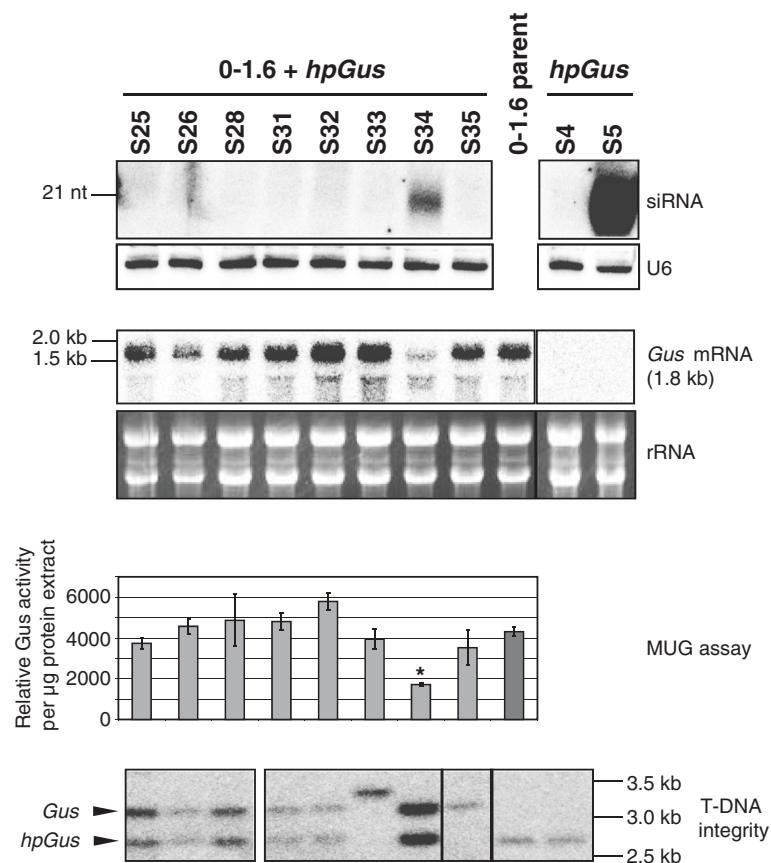 0-1.6 + hpGus
0-1.6 parent
hpGus
S25 S26 S28 S31 S32 S33 S34 S35 S4 S5
21 nt
siRNA
U6
2.0 kb
1.5 kb
Gus mRNA
(1.8 kb)
rRNA
Relative Gus activity
per µg protein extract
6000
4000
2000
0
*
MUG assay
Gus
hpGus
3.5 kb
3.0 kb
2.5 kb
T-DNA
integrity